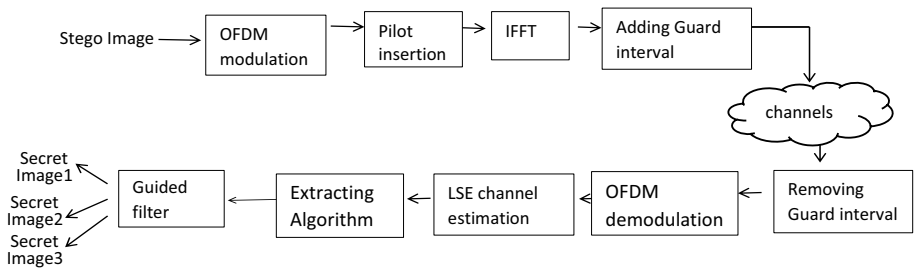 Stego Image
OFDM
modulation
Pilot
insertion
IFFT
Adding Guard
interval
channels
Removing
Guard interval
OFDM
demodulation
LSE channel
estimation
Extracting
Algorithm
Guided
filter
Secret
Image1
Secret
Image2
Secret
Image3